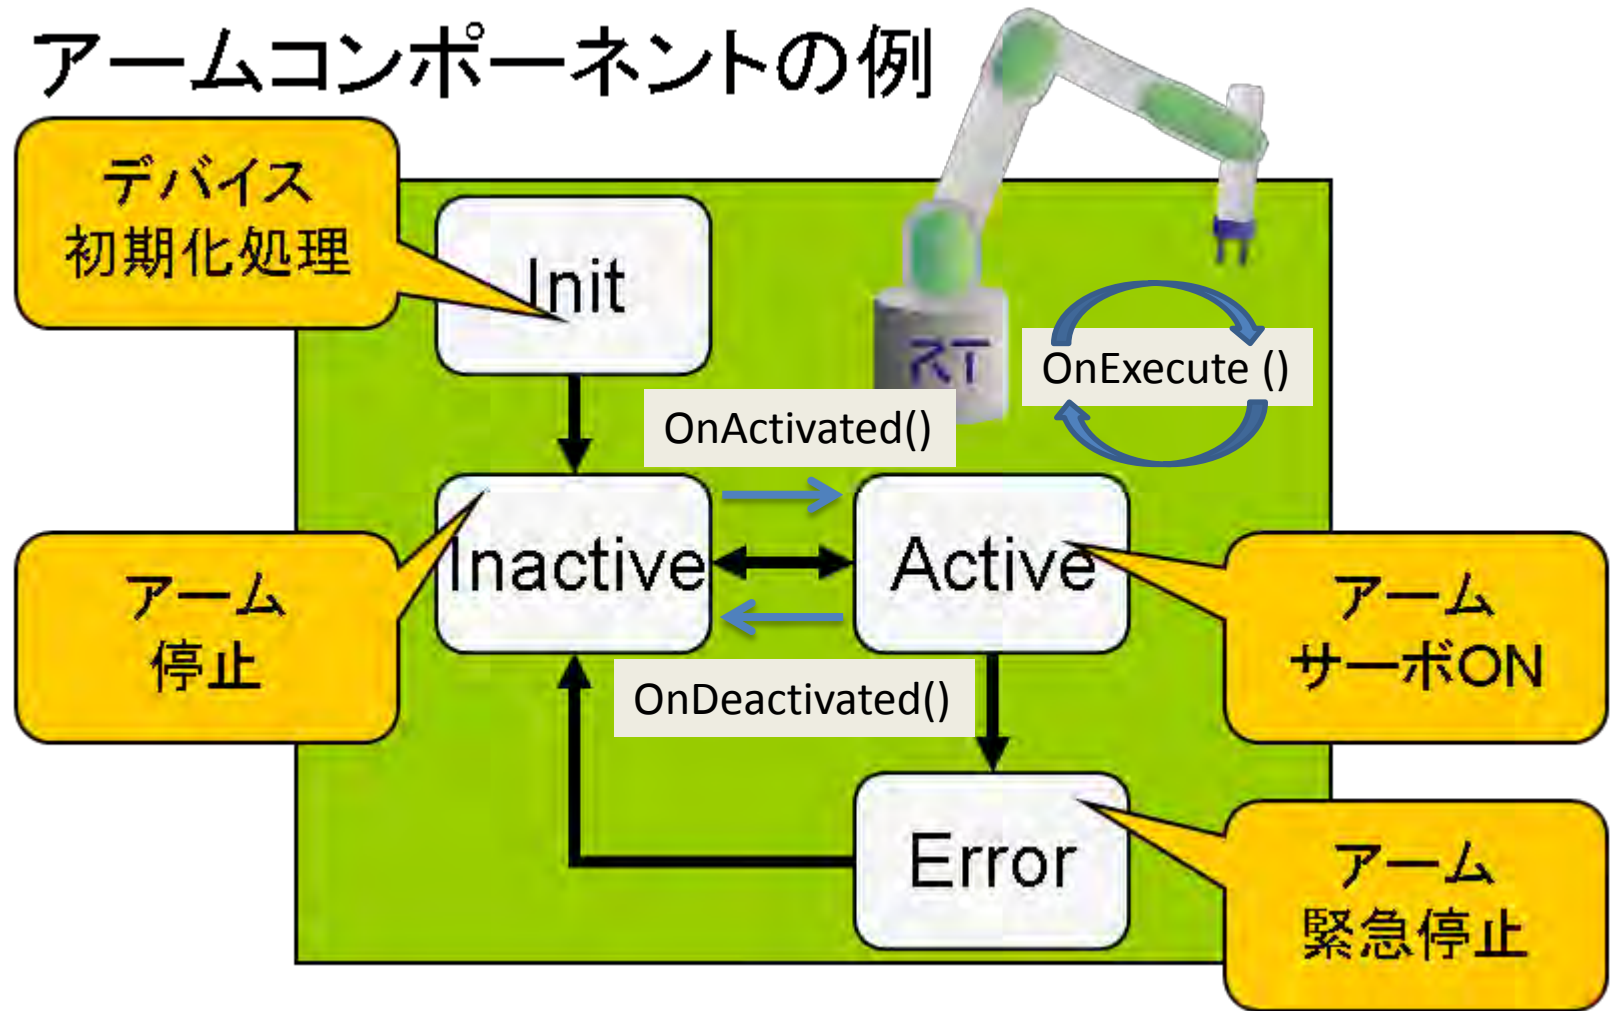 アームコンポーネントの例
デバイス
初期化処理
Init
RT
OnExecute ()
OnActivated()
Inactive
Active
アーム
停止
アーム
サーボON
OnDeactivated()
Error
アーム
緊急停止